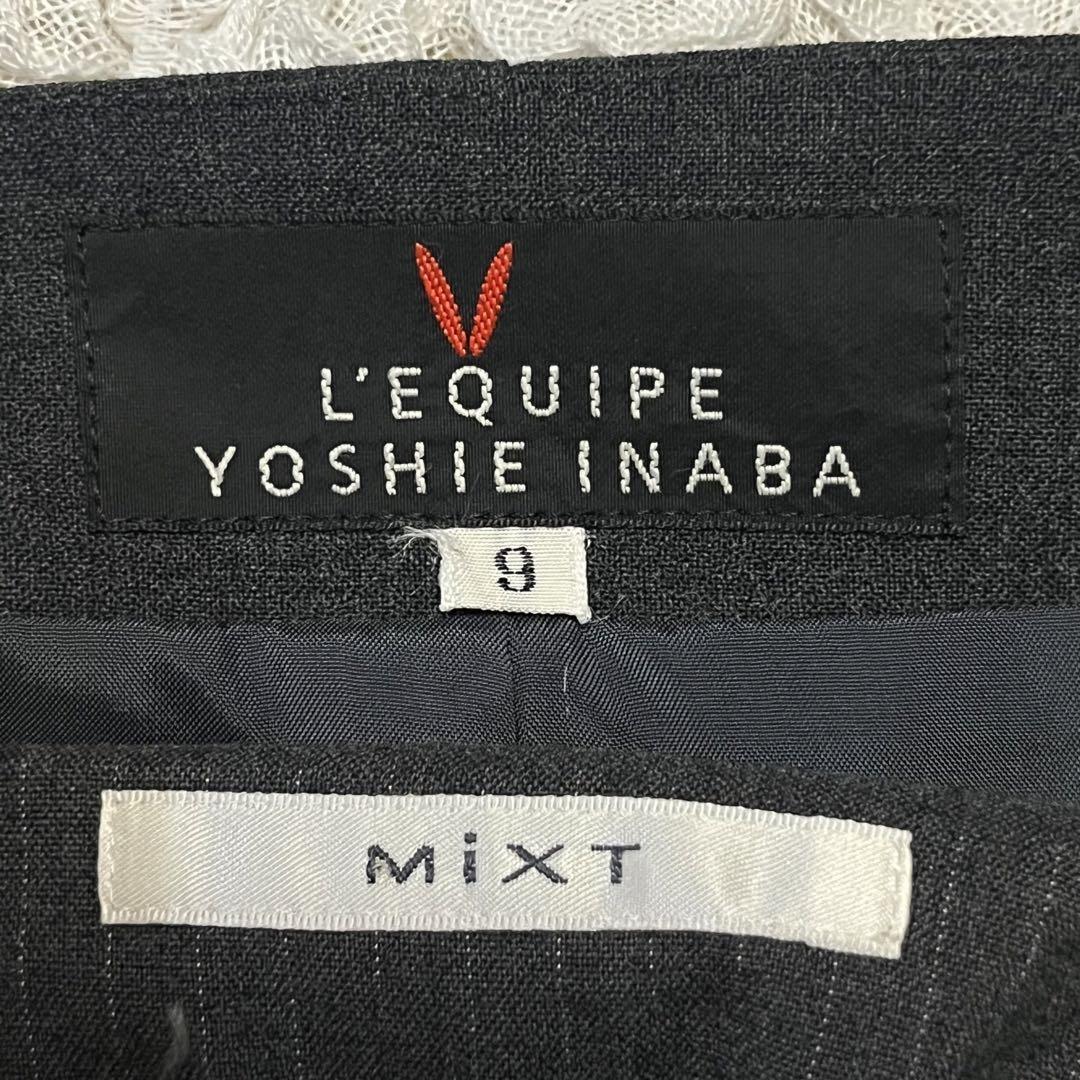 L'EQUIPE
YOSHIE INABA
9
MiXT